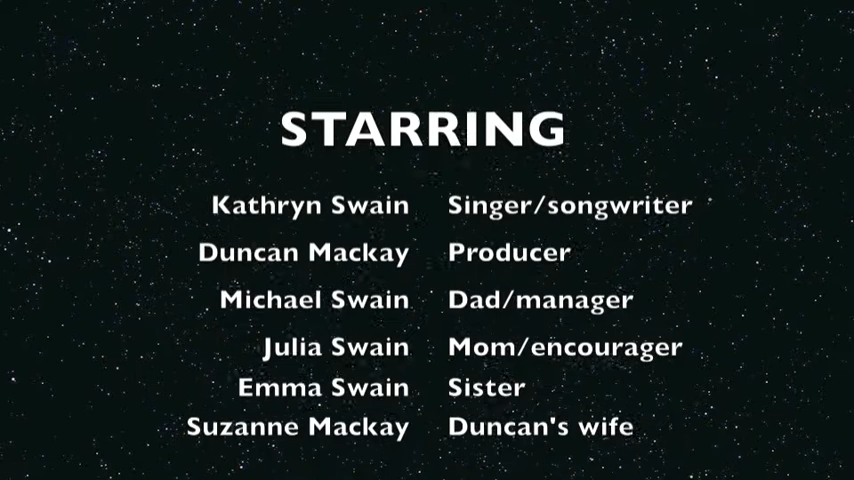 STARRING
Kathryn Swain Singer/songwriter
Duncan Mackay Producer
Michael Swain Dad/manager
Julia Swain Mom/encourager
Emma Swain Sister
Suzanne Mackay Duncan's wife